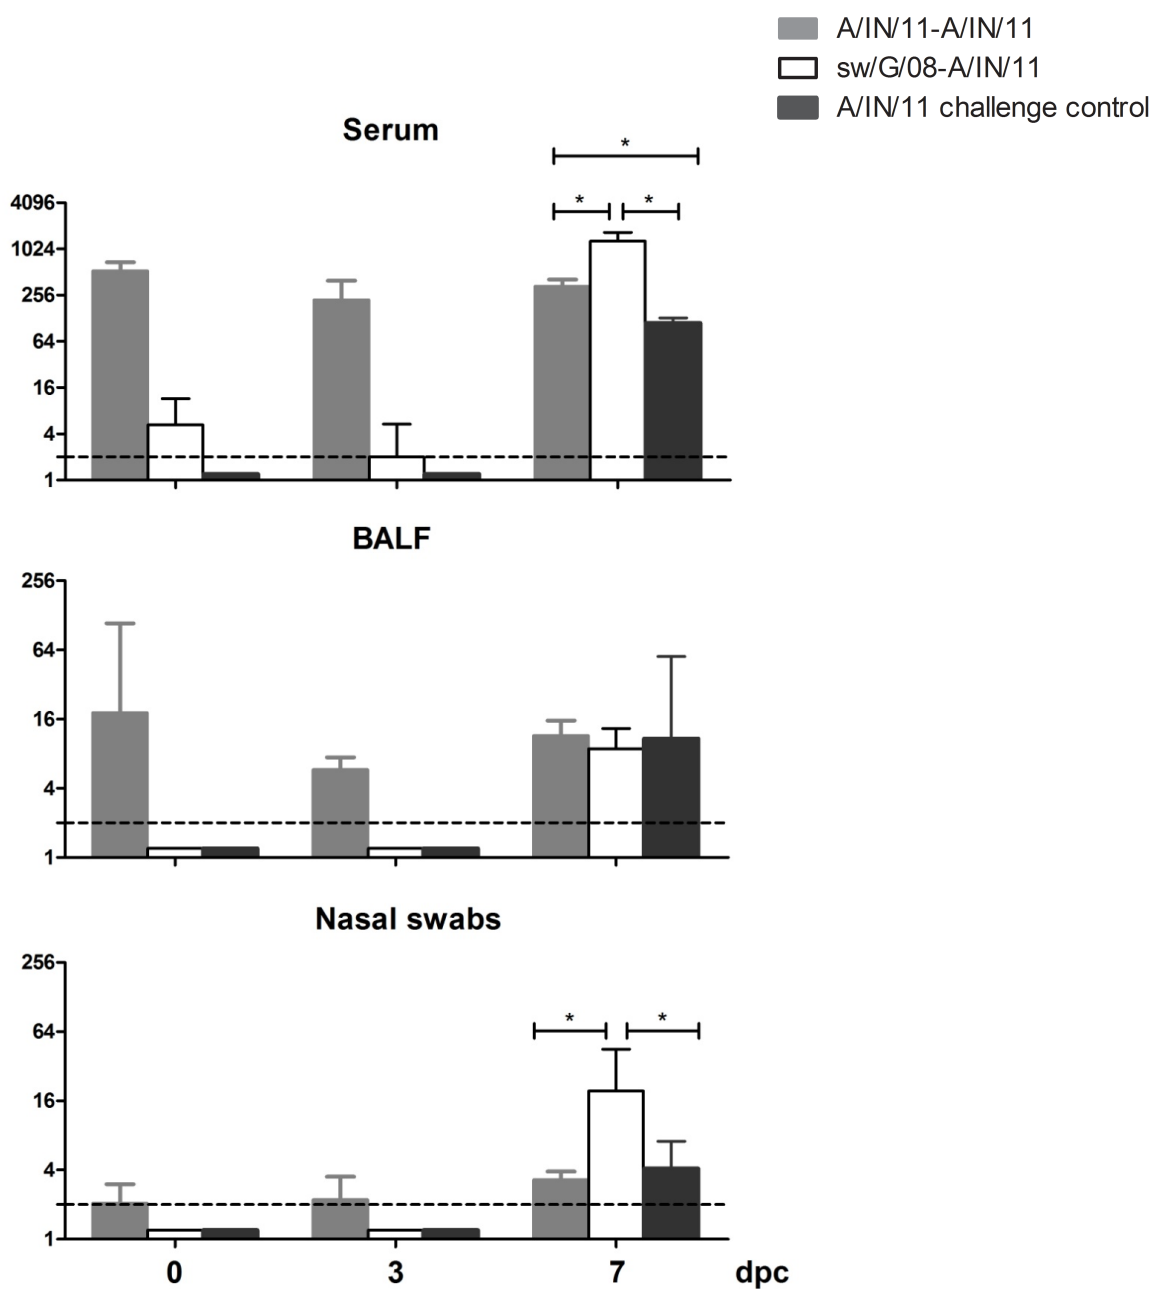 A/IN/11-A/IN/11
sw/G/08-A/IN/11
A/IN/11 challenge control
Serum
*
* *
4096
1024
256
64
16
4
1
BALF
256
64
16
4
1
Nasal swabs
256
64
16
4
1
* *
0 3 7 dpc